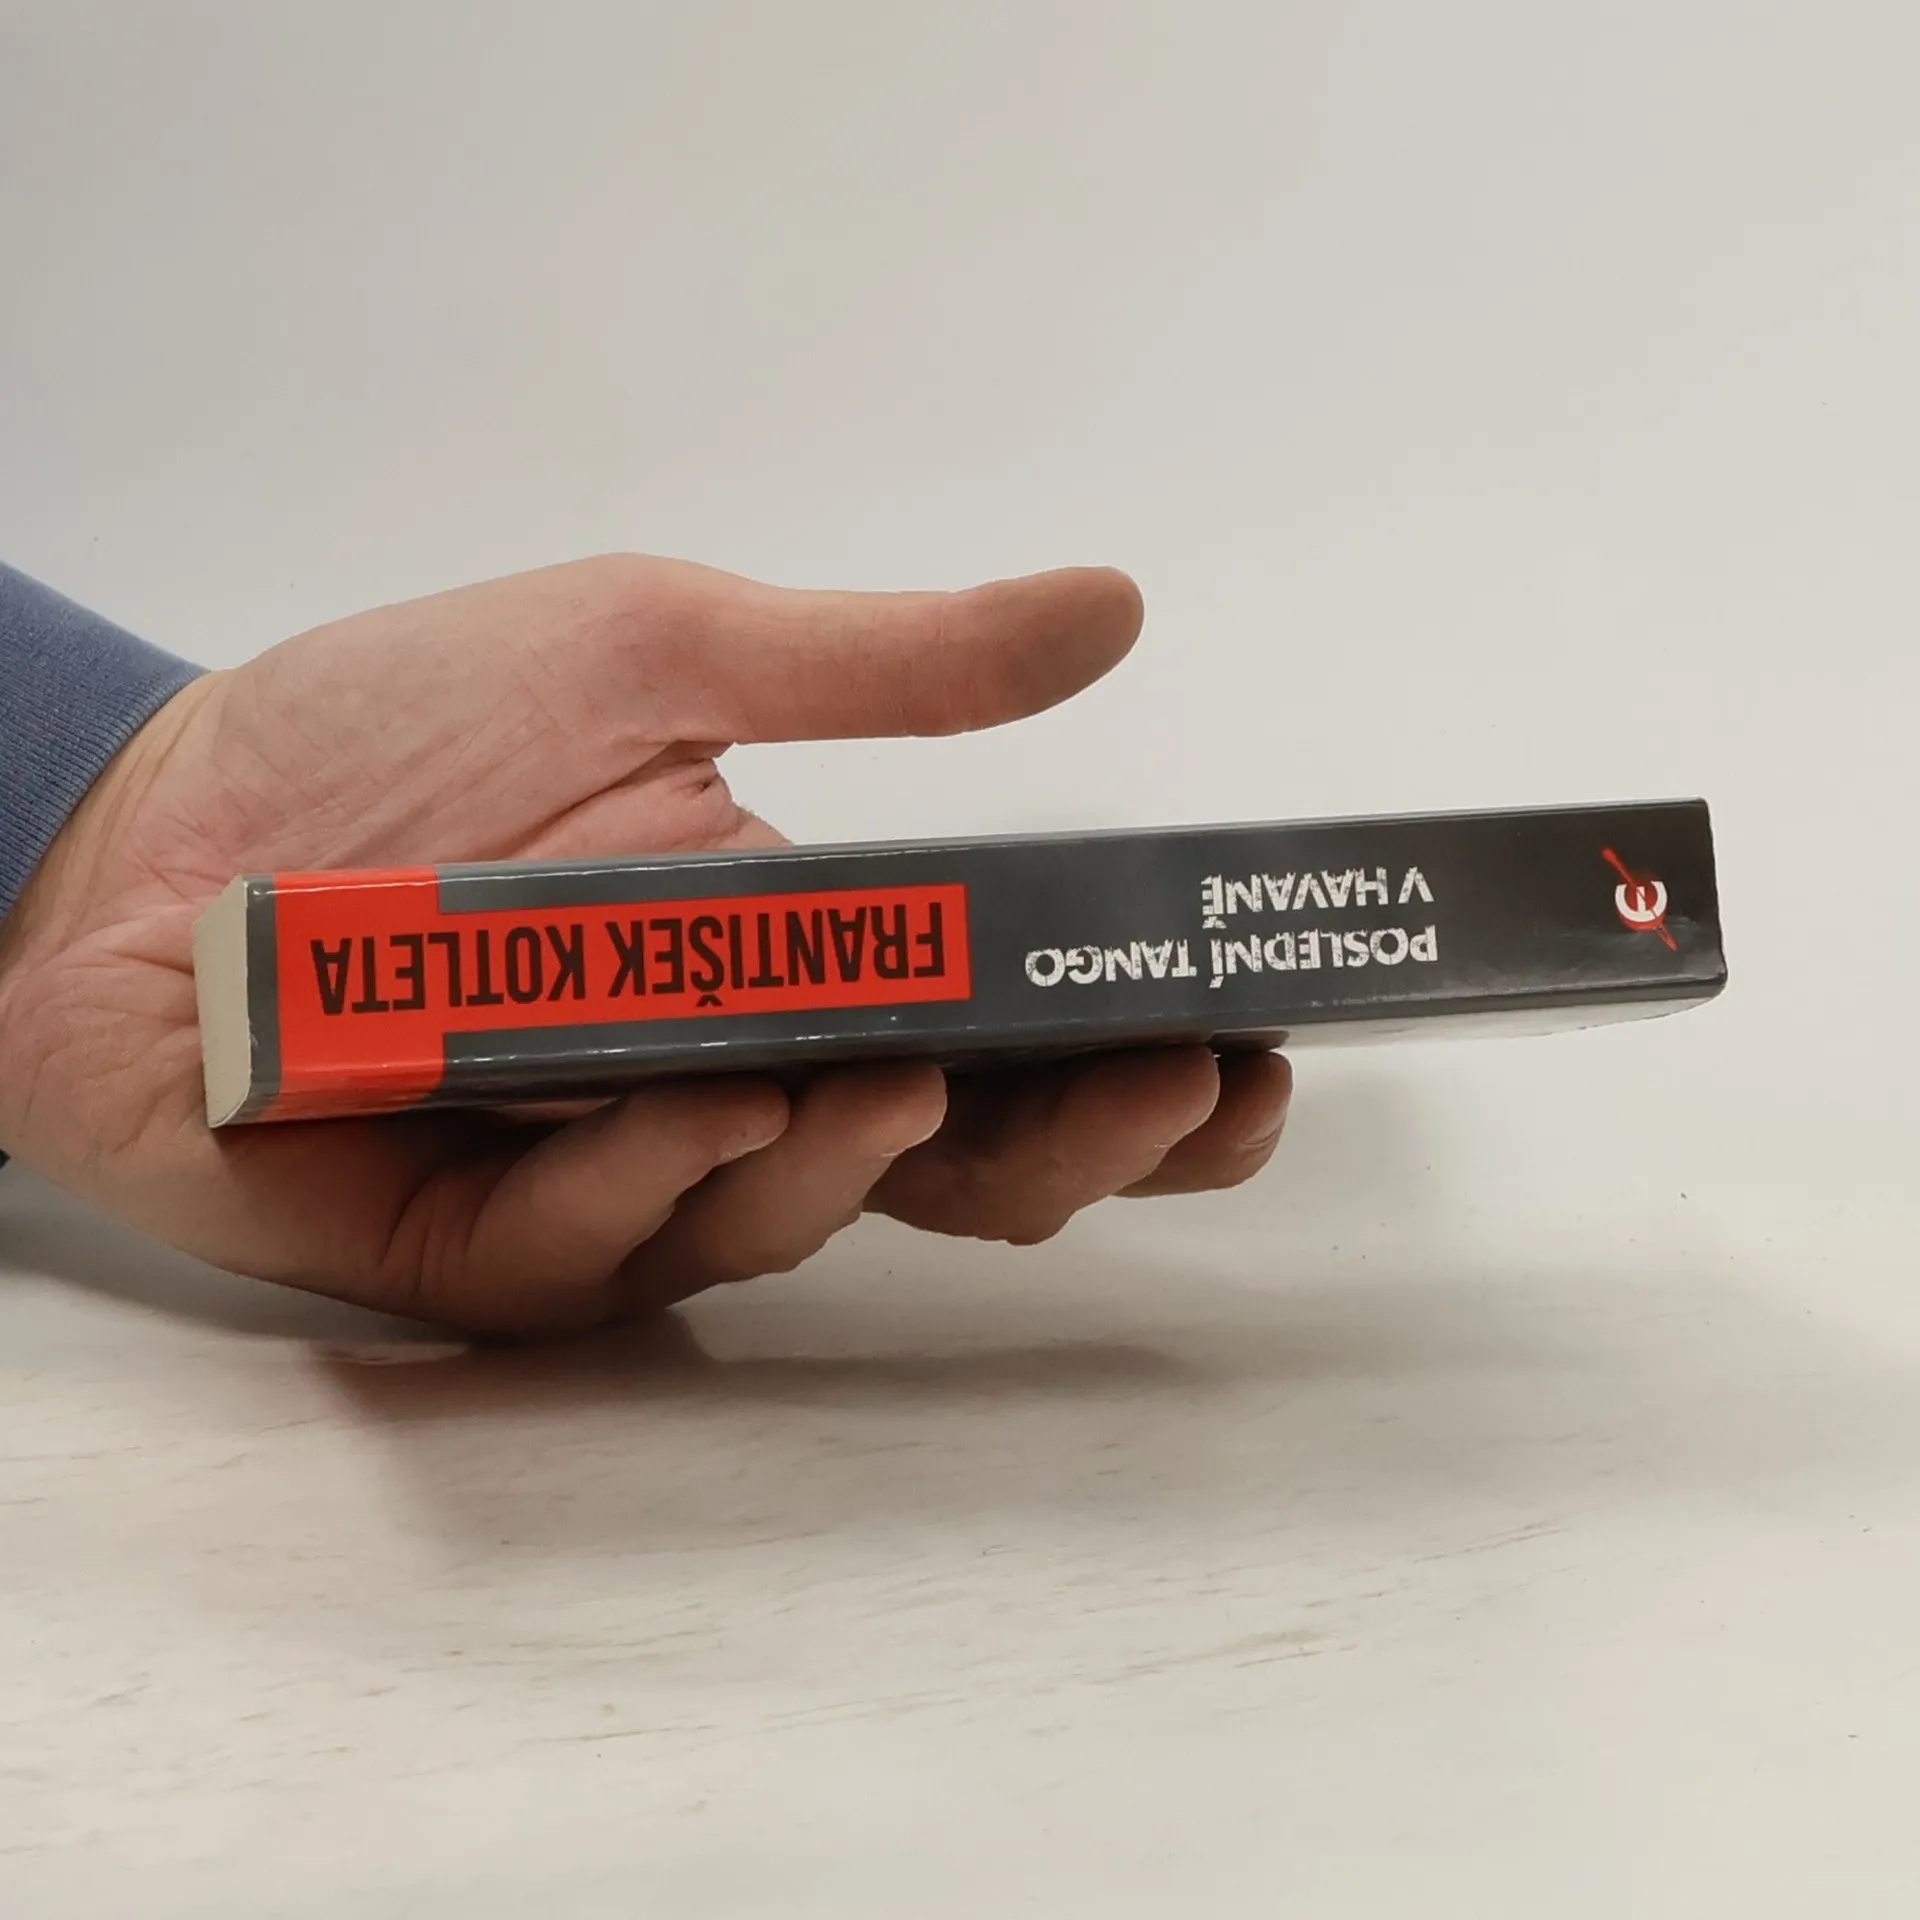 FRANTIŠEK KOTLETA
POSLEDNÍ TANGO
V HAVANĚ